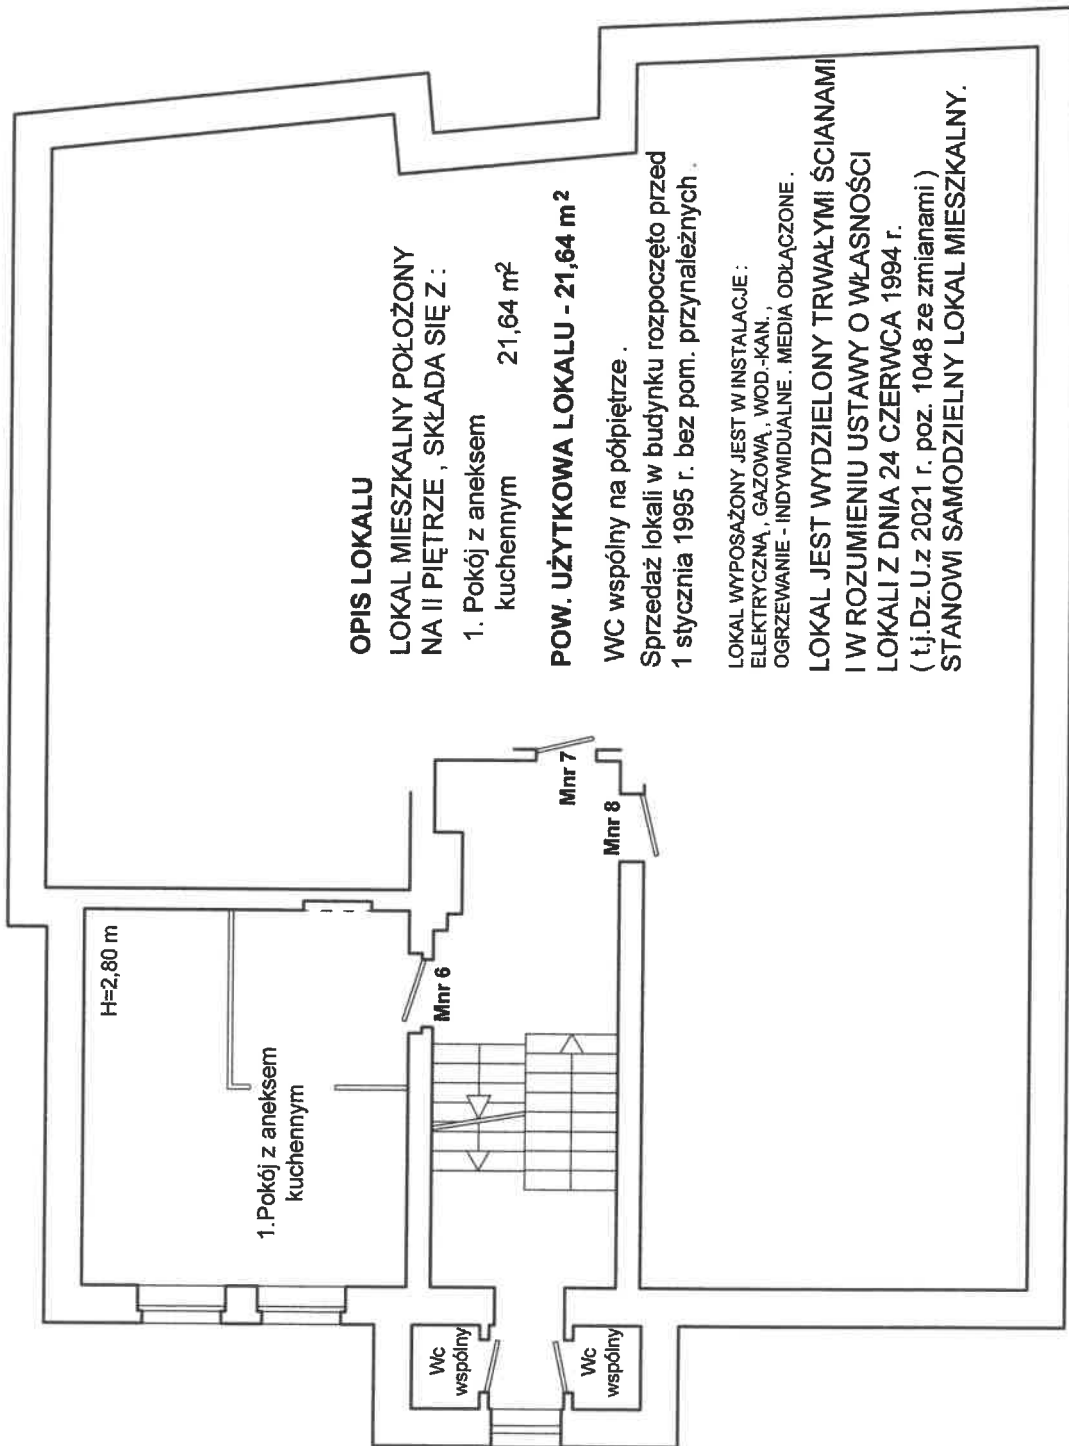 OPIS LOKALU
LOKAL MIESZKALNY POŁOŻONY
NA II PIĘTRZE , SKŁADA SIĘ Z :
1. Pokój z aneksem
kuchennym 21,64 m²
POW. UŻYTKOWA LOKALU - 21,64 m²
WC wspólny na półpiętrze .
Sprzedaż lokali w budynku rozpoczęto przed
1 stycznia 1995 r. bez pom. przynależnych .
LOKAL WYPOSAŻONY JEST W INSTALACJE :
ELEKTRYCZNĄ , GAZOWĄ , WOD.-KAN. ,
OGRZEWANIE - INDYWIDUALNE . MEDIA ODŁĄCZONE .
LOKAL JEST WYDZIELONY TRWAŁYMI ŚCIANAMI
I W ROZUMIENIU USTAWY O WŁASNOŚCI
LOKALI Z DNIA 24 CZERWCA 1994 r.
( t.j.Dz.U.z 2021 r. poz. 1048 ze zmianami )
STANOWI SAMODZIELNY LOKAL MIESZKALNY.
H=2,80 m
1.Pokój z aneksem
kuchennym
Mnr 6
Mnr 7
Mnr 8
Wc
wspólny
Wc
wspólny